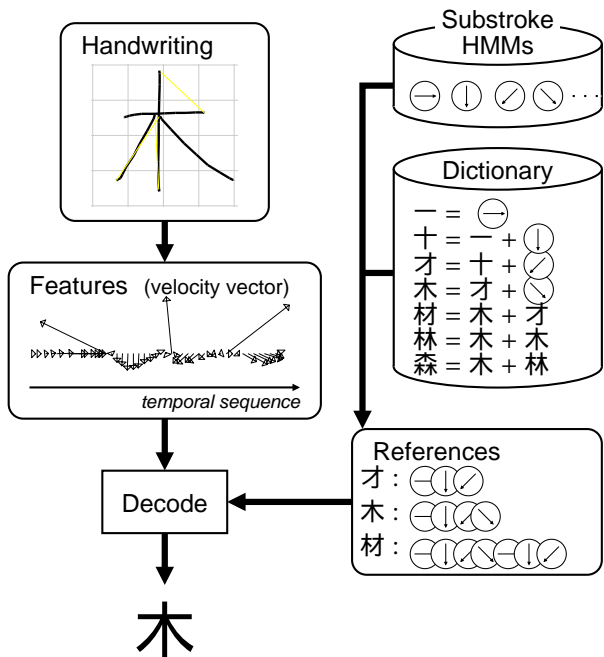 Handwriting
Features (velocity vector)
temporal sequence
Decode
木
Substroke
HMMs
→ ↓ ↙ ↘ ...
Dictionary
一 = →
十 = 一 + ↓
才 = 十 + ↙
木 = 才 + ↘
材 = 木 + 才
林 = 木 + 木
森 = 木 + 林
References
才 :
木 :
材 :